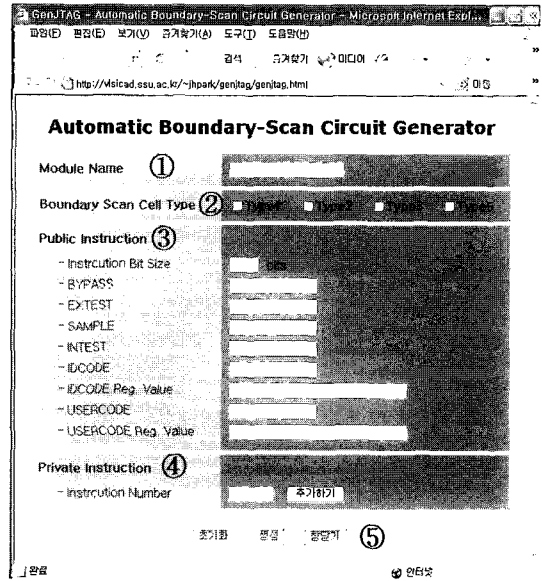 GenJTAG - Automatic Boundary-Scan Circuit Generator - Microsoft Internet Expl...
파일(F) 편집(E) 보기(V) 즐겨찾기(A) 도구(T) 도움말(H)
검색 즐겨찾기 미디어 »
http://vlsicad.ssu.ac.kr/~jhpark/genjtag/genjtag.html 이동 »
Automatic Boundary-Scan Circuit Generator
Module Name ①
Boundary Scan Cell Type ② Type1 Type2
Public Instruction ③
- Instrcution Bit Size bits
- BYPASS
- EXTEST
- SAMPLE
- INTEST
- IDCODE
- IDCODE Reg. Value
- USERCODE
- USERCODE Reg. Value
Private Instruction ④
- Instrcution Number 추가하기
초기화 생성 창닫기 ⑤
완료 인터넷